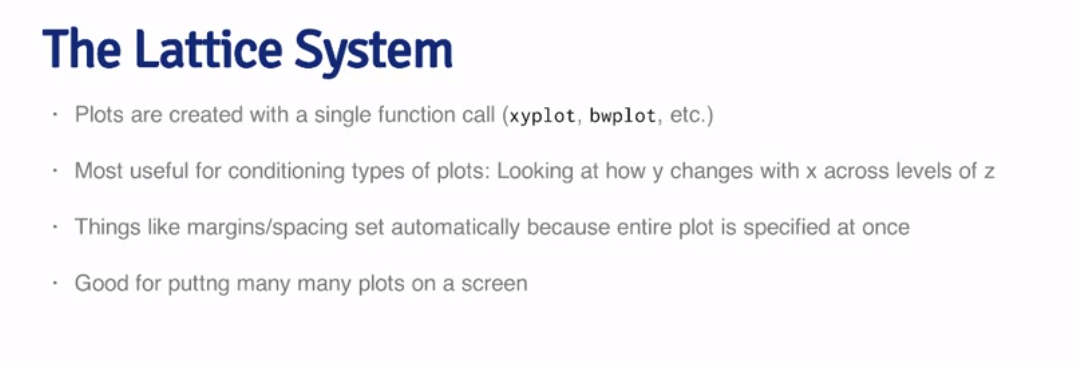 The Lattice System
· Plots are created with a single function call (xyplot, bwplot, etc.)
· Most useful for conditioning types of plots: Looking at how y changes with x across levels of z
· Things like margins/spacing set automatically because entire plot is specified at once
· Good for puttng many many plots on a screen